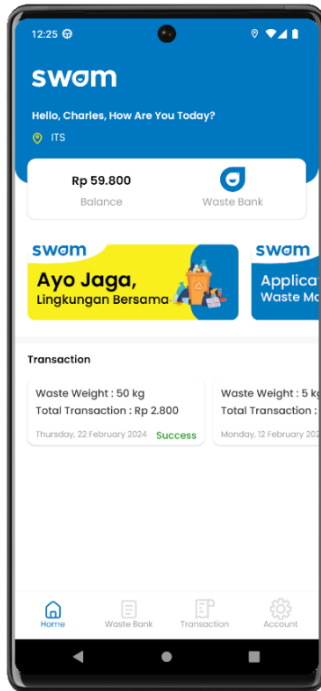 12:25
swam
Hello, Charles, How Are You Today?
ITS
Rp 59.800
Balance
Waste Bank
swam
Ayo Jaga,
Lingkungan Bersama
swam
Applica
Waste Ma
Transaction
Waste Weight : 50 kg
Total Transaction : Rp 2.800
Thursday, 22 February 2024
Success
Waste Weight : 5 kg
Total Transaction :
Monday, 12 February 202
Home
Waste Bank
Transaction
Account